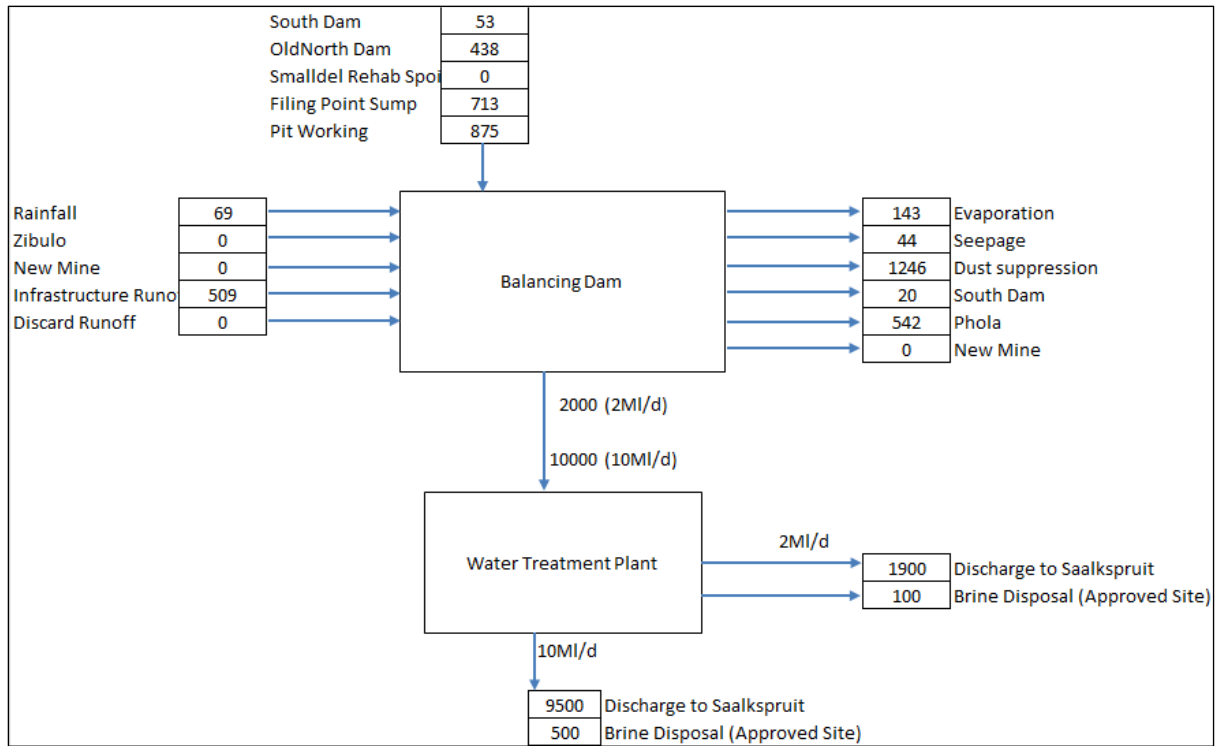 South Dam 53
OldNorth Dam 438
Smalldel Rehab Spoi 0
Filing Point Sump 713
Pit Working 875
Rainfall 69
Zibulo 0
New Mine 0
Infrastructure Runo 509
Discard Runoff 0
Balancing Dam
143 Evaporation
44 Seepage
1246 Dust suppression
20 South Dam
542 Phola
0 New Mine
2000 (2Ml/d)
10000 (10Ml/d)
Water Treatment Plant
2Ml/d
1900 Discharge to Saalkspruit
100 Brine Disposal (Approved Site)
10Ml/d
9500 Discharge to Saalkspruit
500 Brine Disposal (Approved Site)